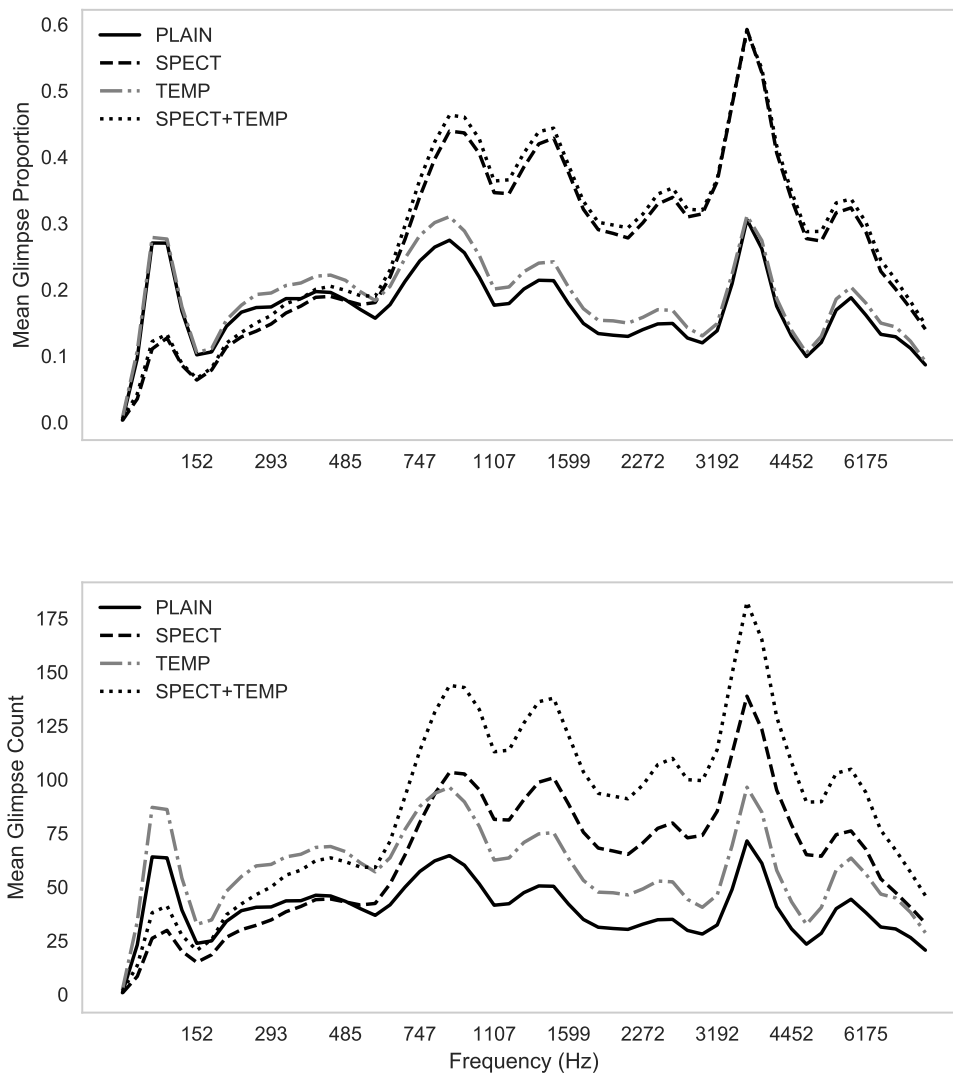 Mean Glimpse Proportion
0.6
0.5
0.4
0.3
0.2
0.1
0.0
PLAIN
SPECT
TEMP
SPECT+TEMP
152 293 485 747 1107 1599 2272 3192 4452 6175
Mean Glimpse Count
175
150
125
100
75
50
25
0
PLAIN
SPECT
TEMP
SPECT+TEMP
152 293 485 747 1107 1599 2272 3192 4452 6175
Frequency (Hz)